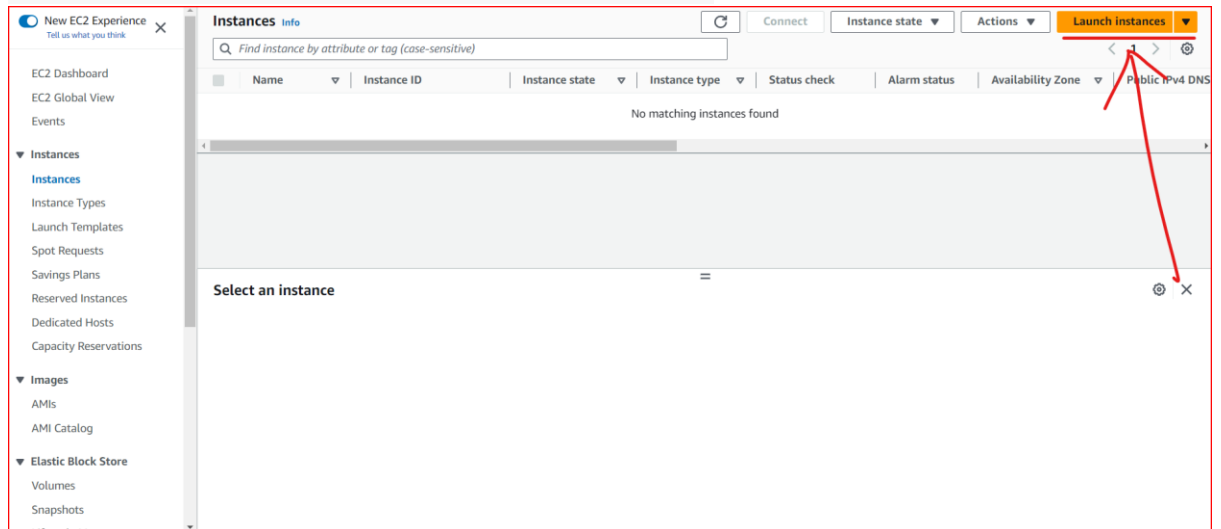 New EC2 Experience
Tell us what you think
EC2 Dashboard
EC2 Global View
Events
Instances
Instances
Instance Types
Launch Templates
Spot Requests
Savings Plans
Reserved Instances
Dedicated Hosts
Capacity Reservations
Images
AMIs
AMI Catalog
Elastic Block Store
Volumes
Snapshots
Instances Info
Connect
Instance state
Actions
Launch instances
Find instance by attribute or tag (case-sensitive)
1
Name Instance ID Instance state Instance type Status check Alarm status Availability Zone Public IPv4 DNS
No matching instances found
Select an instance